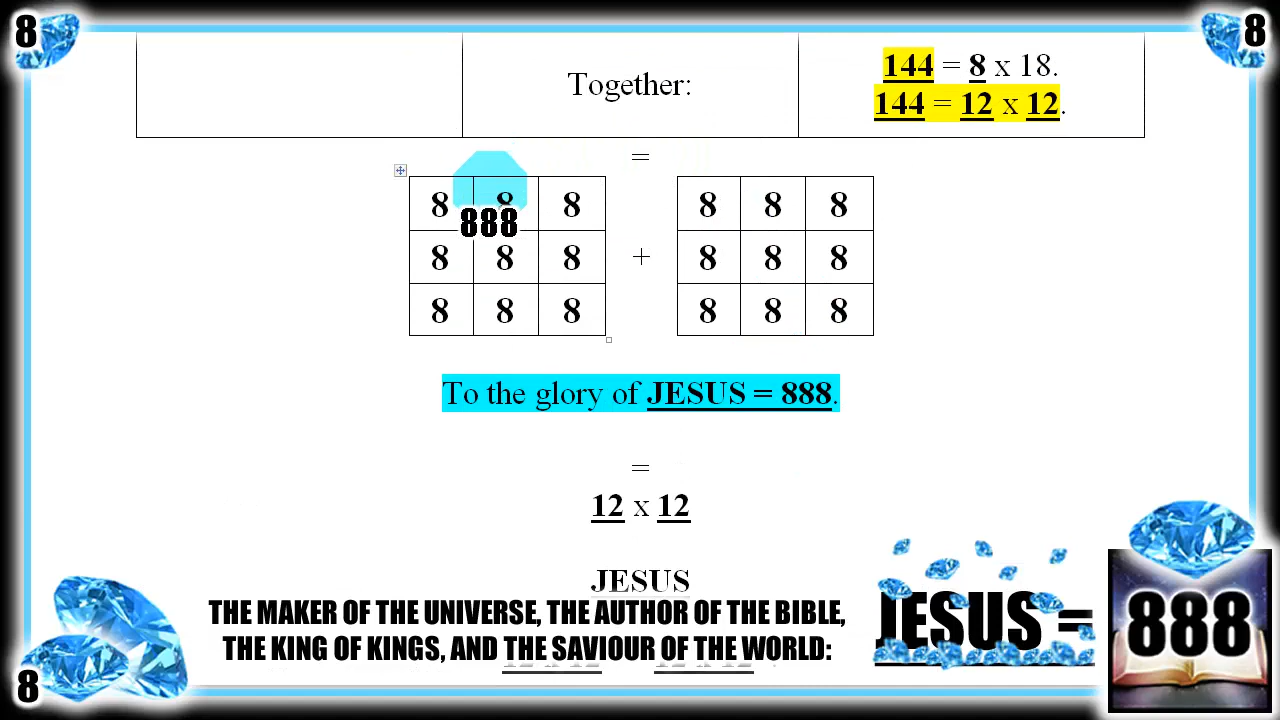 8
8
Together:
144 = 8 x 18.
144 = 12 x 12.
=
8 8 8
888
8 8 8
8 8 8
+
8 8 8
8 8 8
8 8 8
To the glory of JESUS = 888.
=
12 x 12
JESUS
THE MAKER OF THE UNIVERSE, THE AUTHOR OF THE BIBLE,
THE KING OF KINGS, AND THE SAVIOUR OF THE WORLD:
JESUS =
888
8